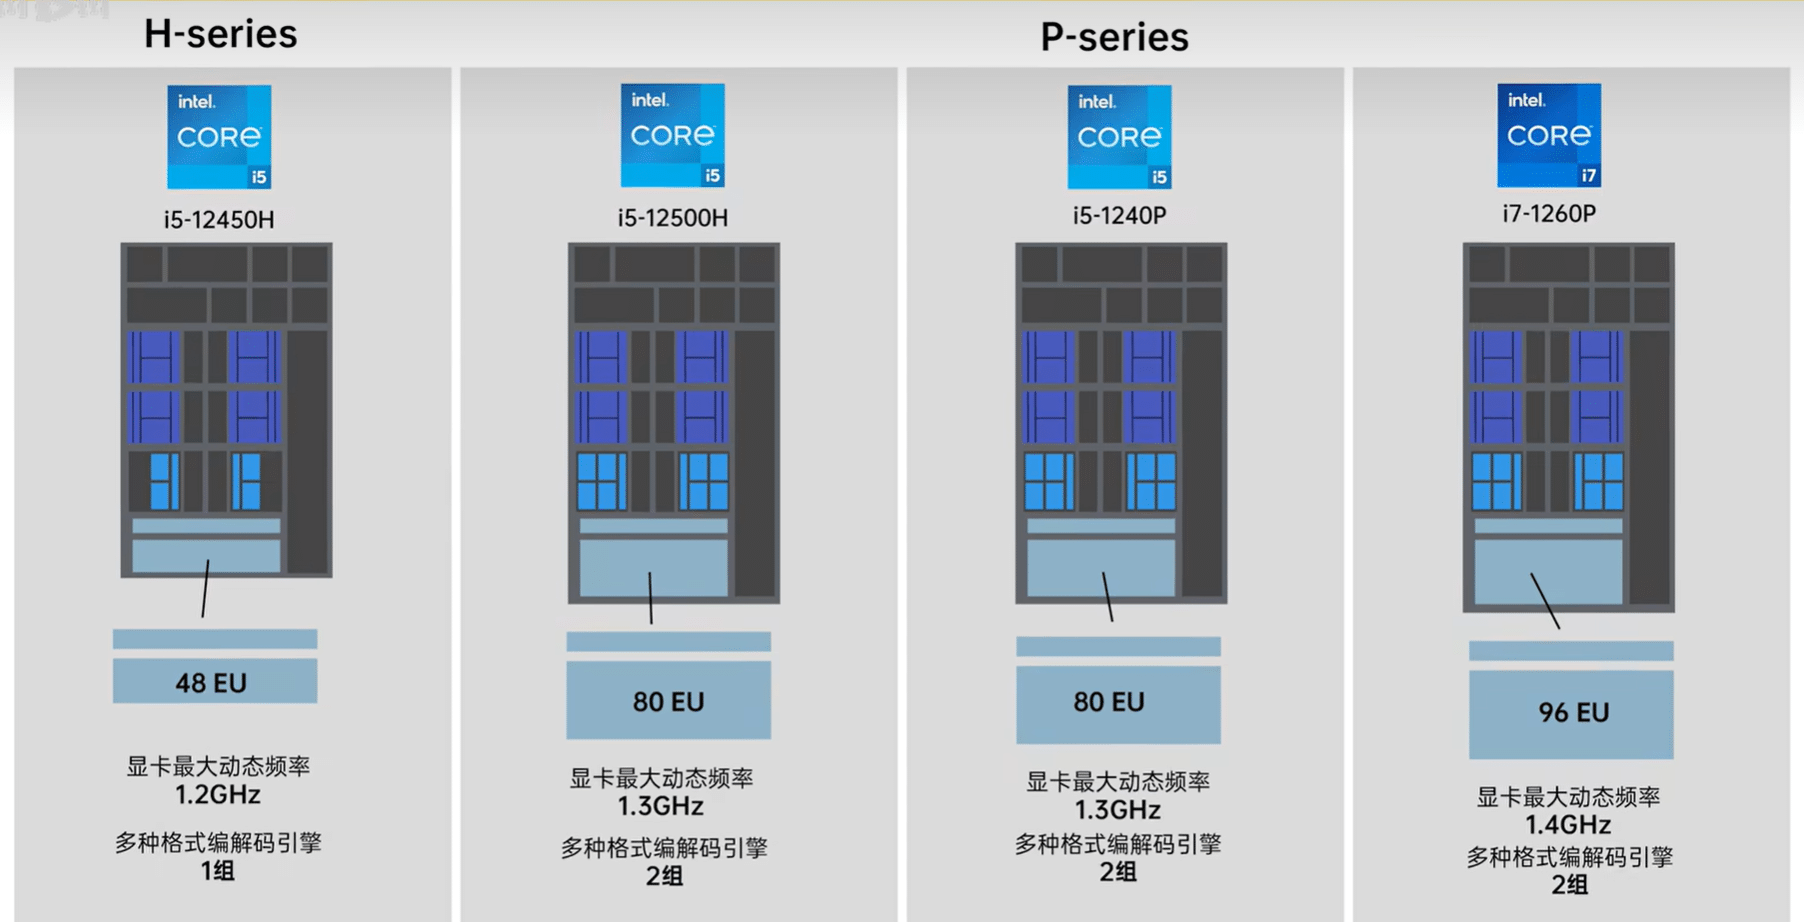 H-series
P-series
intel.
CORe
i5
i5-12450H
48 EU
显卡最大动态频率
1.2GHz
多种格式编解码引擎
1组
intel.
CORe
i5
i5-12500H
80 EU
显卡最大动态频率
1.3GHz
多种格式编解码引擎
2组
intel.
CORe
i5
i5-1240P
80 EU
显卡最大动态频率
1.3GHz
多种格式编解码引擎
2组
intel.
CORe
i7
i7-1260P
96 EU
显卡最大动态频率
1.4GHz
多种格式编解码引擎
2组